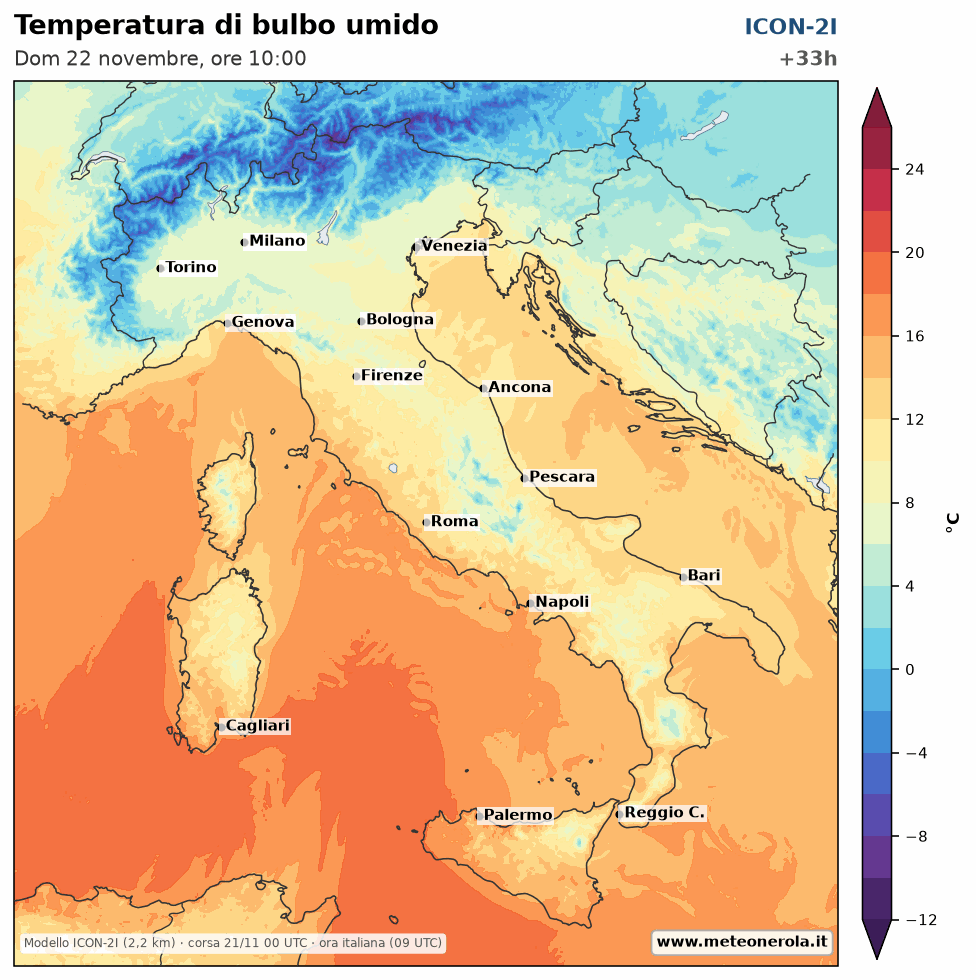 Temperatura di bulbo umido
ICON-2I
Dom 22 novembre, ore 10:00
+33h
Milano
Venezia
Torino
Genova
Bologna
Firenze
Ancona
Pescara
Roma
Bari
Napoli
Cagliari
Palermo
Reggio C.
24
20
16
12
8
4
0
−4
−8
−12
°C
Modello ICON-2I (2,2 km) · corsa 21/11 00 UTC · ora italiana (09 UTC)
www.meteonerola.it